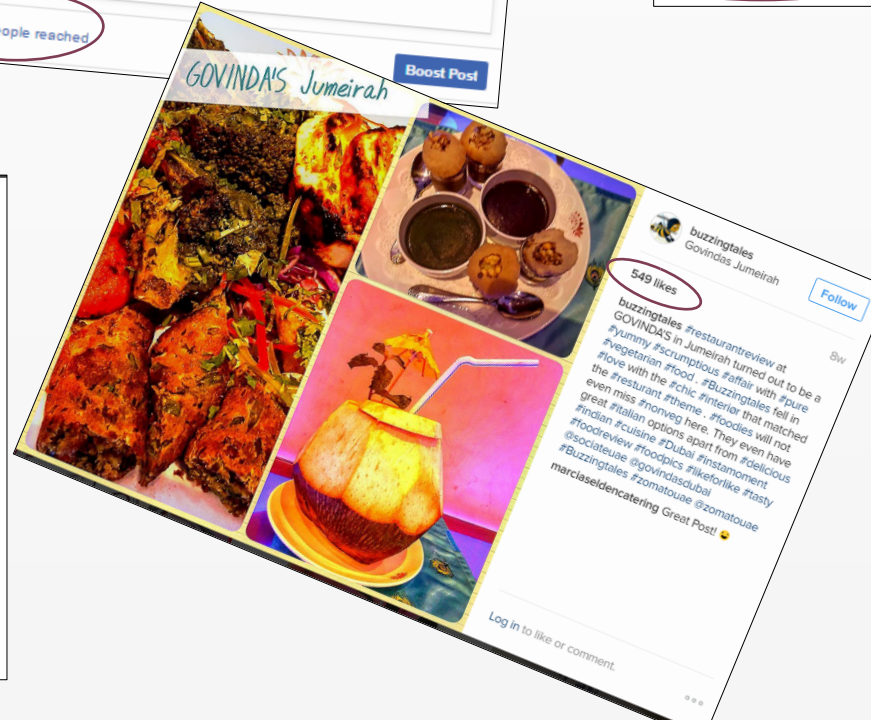 people reached
Boost Post
GOVINDA'S Jumeirah
buzzingtales
Govindas Jumeirah
Follow
549 likes
8w
buzzingtales #restaurantreview at
GOVINDA'S in Jumeirah turned out to be a
#yummy #scrumptious #affair with #pure
#vegetarian #food . #Buzzingtales fell in
#love with the #chic #interior that matched
the #resturant #theme . #foodies will not
even miss #nonveg here. They even have
great #italian options apart from #delicious
#indian #cuisine #Dubai #instamoment
#foodreview #foodpics #likeforlike #tasty
@sociateuae @govindasdubai
#Buzzingtales #zomatouae @zomatouae
marciaseldencatering Great Post! 😀
Log in to like or comment.